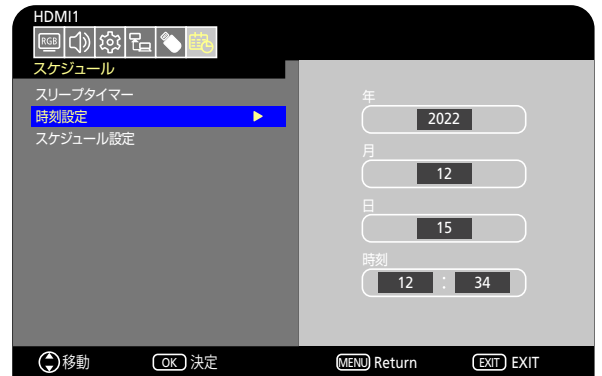 HDMI1
RGB
スケジュール
スリープタイマー
時刻設定
スケジュール設定
年
2022
月
12
日
15
時刻
12 : 34
移動 OK 決定 MENU Return EXIT EXIT